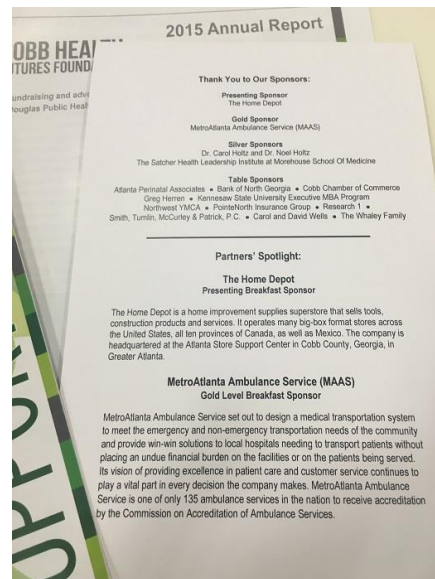 2015 Annual Report
OBB HEALTH
TURES FOUND
undraising and adv
ouglas Public Heal
Thank You to Our Sponsors:
Presenting Sponsor
The Home Depot
Gold Sponsor
MetroAtlanta Ambulance Service (MAAS)
Silver Sponsors
Dr. Carol Holtz and Dr. Noel Holtz
The Satcher Health Leadership Institute at Morehouse School Of Medicine
Table Sponsors
Atlanta Perinatal Associates • Bank of North Georgia • Cobb Chamber of Commerce
Greg Herren • Kennesaw State University Executive MBA Program
Northwest YMCA • PointeNorth Insurance Group • Research 1 •
Smith, Tumlin, McCurley & Patrick, P.C. • Carol and David Wells • The Whaley Family
Partners' Spotlight:
The Home Depot
Presenting Breakfast Sponsor
The Home Depot is a home improvement supplies superstore that sells tools,
construction products and services. It operates many big-box format stores across
the United States, all ten provinces of Canada, as well as Mexico. The company is
headquartered at the Atlanta Store Support Center in Cobb County, Georgia, in
Greater Atlanta.
MetroAtlanta Ambulance Service (MAAS)
Gold Level Breakfast Sponsor
MetroAtlanta Ambulance Service set out to design a medical transportation system
to meet the emergency and non-emergency transportation needs of the community
and provide win-win solutions to local hospitals needing to transport patients without
placing an undue financial burden on the facilities or on the patients being served.
Its vision of providing excellence in patient care and customer service continues to
play a vital part in every decision the company makes. MetroAtlanta Ambulance
Service is one of only 135 ambulance services in the nation to receive accreditation
by the Commission on Accreditation of Ambulance Services.
UPPOR